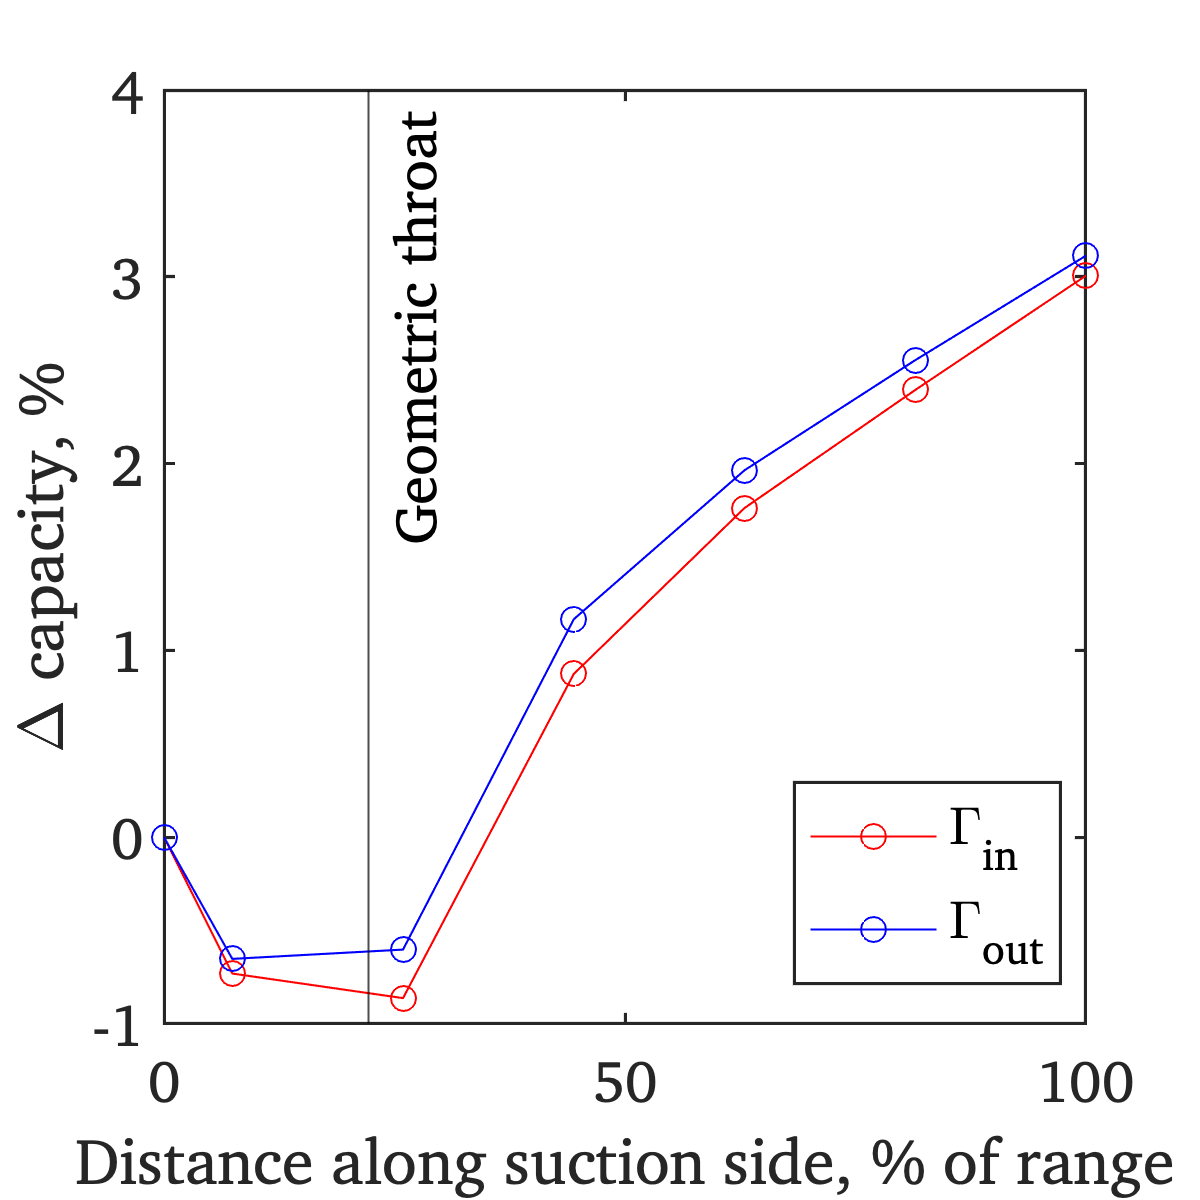 4
3
2
1
0
-1
Δ capacity, %
Geometric throat
Γin
Γout
0 50 100
Distance along suction side, % of range